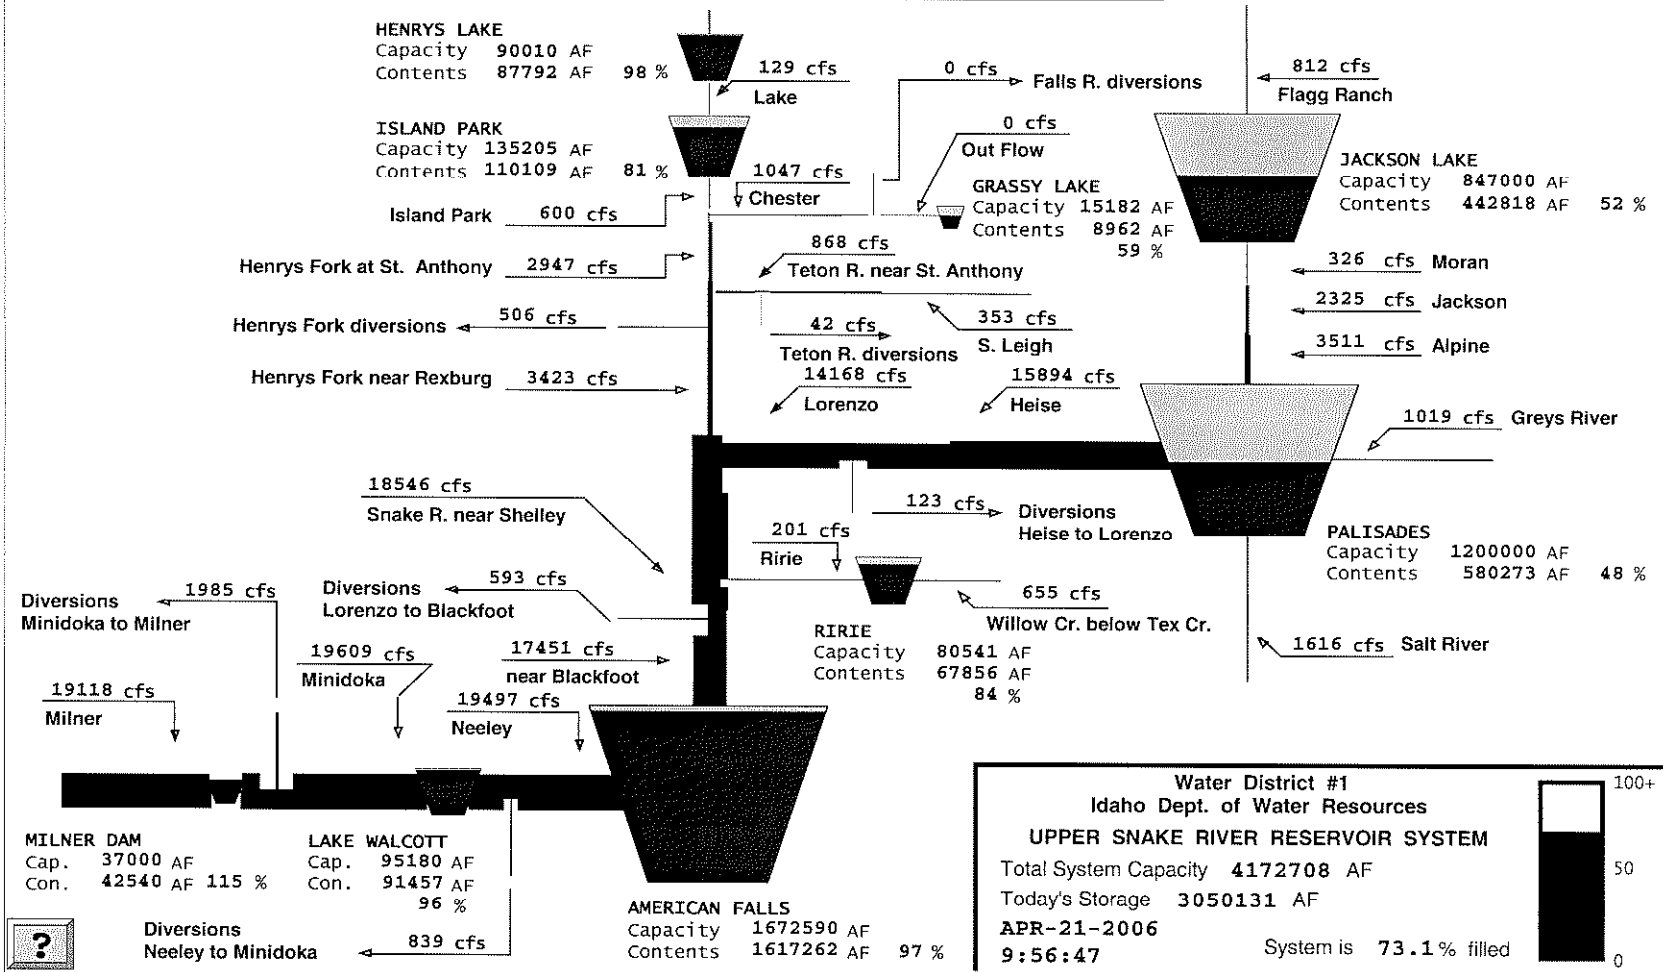 HENRYS LAKE
Capacity 90010 AF
Contents 87792 AF 98 %
129 cfs
Lake
0 cfs
Falls R. diversions
812 cfs
Flagg Ranch
ISLAND PARK
Capacity 135205 AF
Contents 110109 AF 81 %
0 cfs
Out Flow
1047 cfs
Chester
GRASSY LAKE
Capacity 15182 AF
Contents 8962 AF
59 %
JACKSON LAKE
Capacity 847000 AF
Contents 442818 AF 52 %
Island Park 600 cfs
Henrys Fork at St. Anthony 2947 cfs
868 cfs
Teton R. near St. Anthony
326 cfs Moran
2325 cfs Jackson
3511 cfs Alpine
Henrys Fork diversions 506 cfs
42 cfs
Teton R. diversions
353 cfs
S. Leigh
Henrys Fork near Rexburg 3423 cfs
14168 cfs
Lorenzo
15894 cfs
Heise
1019 cfs Greys River
18546 cfs
Snake R. near Shelley
123 cfs
Diversions
Heise to Lorenzo
201 cfs
Ririe
PALISADES
Capacity 1200000 AF
Contents 580273 AF 48 %
1985 cfs
Diversions
Minidoka to Milner
593 cfs
Diversions
Lorenzo to Blackfoot
655 cfs
Willow Cr. below Tex Cr.
RIRIE
Capacity 80541 AF
Contents 67856 AF
84 %
1616 cfs Salt River
19609 cfs
Minidoka
17451 cfs
near Blackfoot
19118 cfs
Milner
19497 cfs
Neeley
MILNER DAM
Cap. 37000 AF
Con. 42540 AF 115 %
LAKE WALCOTT
Cap. 95180 AF
Con. 91457 AF
96 %
AMERICAN FALLS
Capacity 1672590 AF
Contents 1617262 AF 97 %
?
Diversions
Neeley to Minidoka
839 cfs
Water District #1
Idaho Dept. of Water Resources
UPPER SNAKE RIVER RESERVOIR SYSTEM
Total System Capacity 4172708 AF
Today's Storage 3050131 AF
APR-21-2006
9:56:47
System is 73.1% filled
100+
50
0